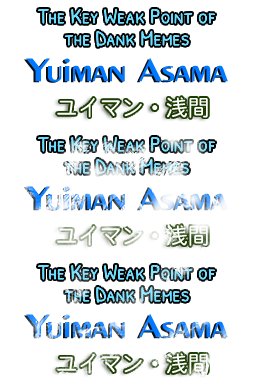 The Key Weak Point of
the Dank Memes
Yuiman Asama
ユイマン・浅間
The Key Weak Point of
the Dank Memes
Yuiman Asama
ユイマン・浅間
The Key Weak Point of
the Dank Memes
Yuiman Asama
ユイマン・浅間